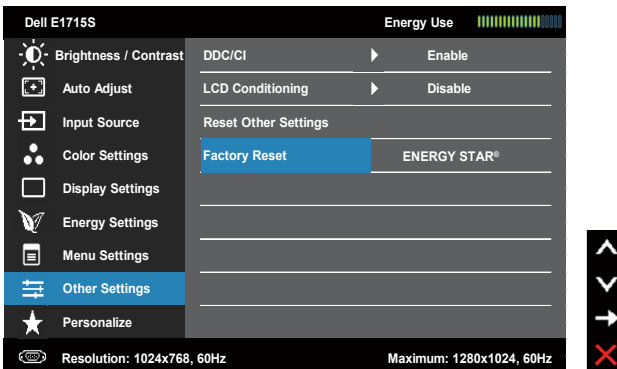 Dell E1715S Energy Use
Brightness / Contrast DDC/CI Enable
Auto Adjust LCD Conditioning Disable
Input Source Reset Other Settings
Color Settings Factory Reset ENERGY STAR®
Display Settings
Energy Settings
Menu Settings
Other Settings
Personalize
Resolution: 1024x768, 60Hz Maximum: 1280x1024, 60Hz